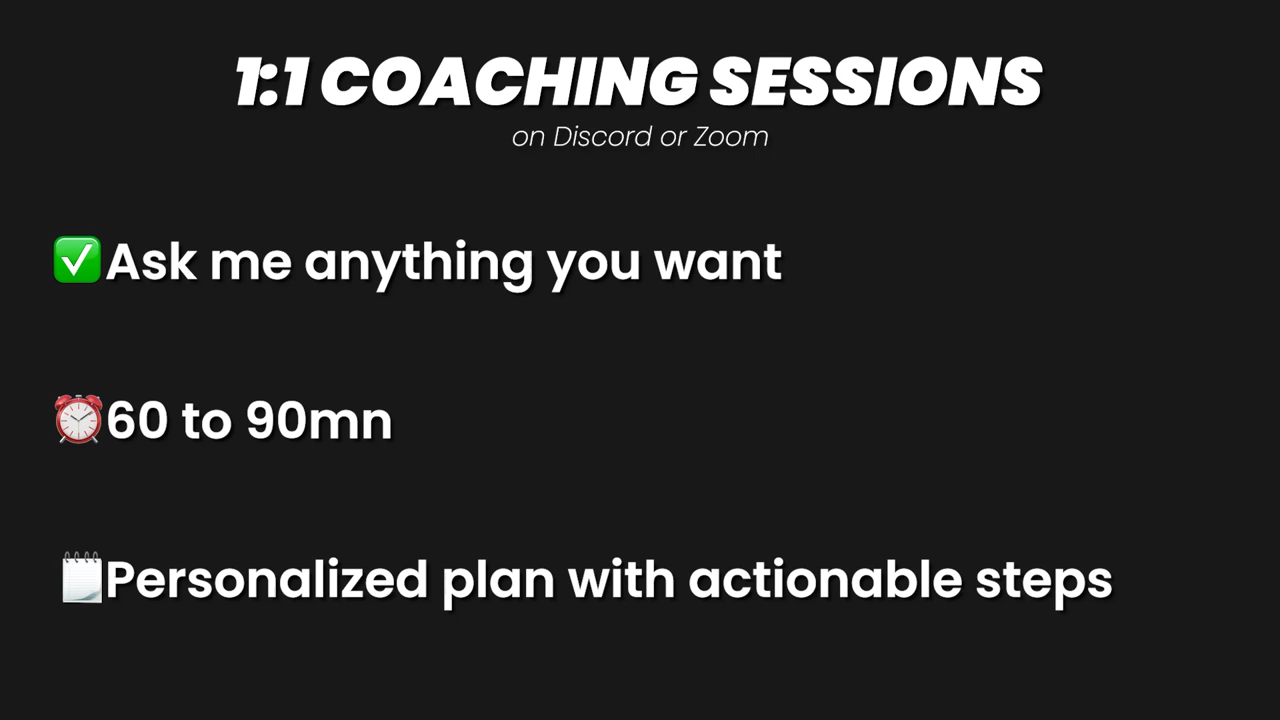 1:1 COACHING SESSIONS
on Discord or Zoom
✅Ask me anything you want
⏰60 to 90mn
🗒️Personalized plan with actionable steps